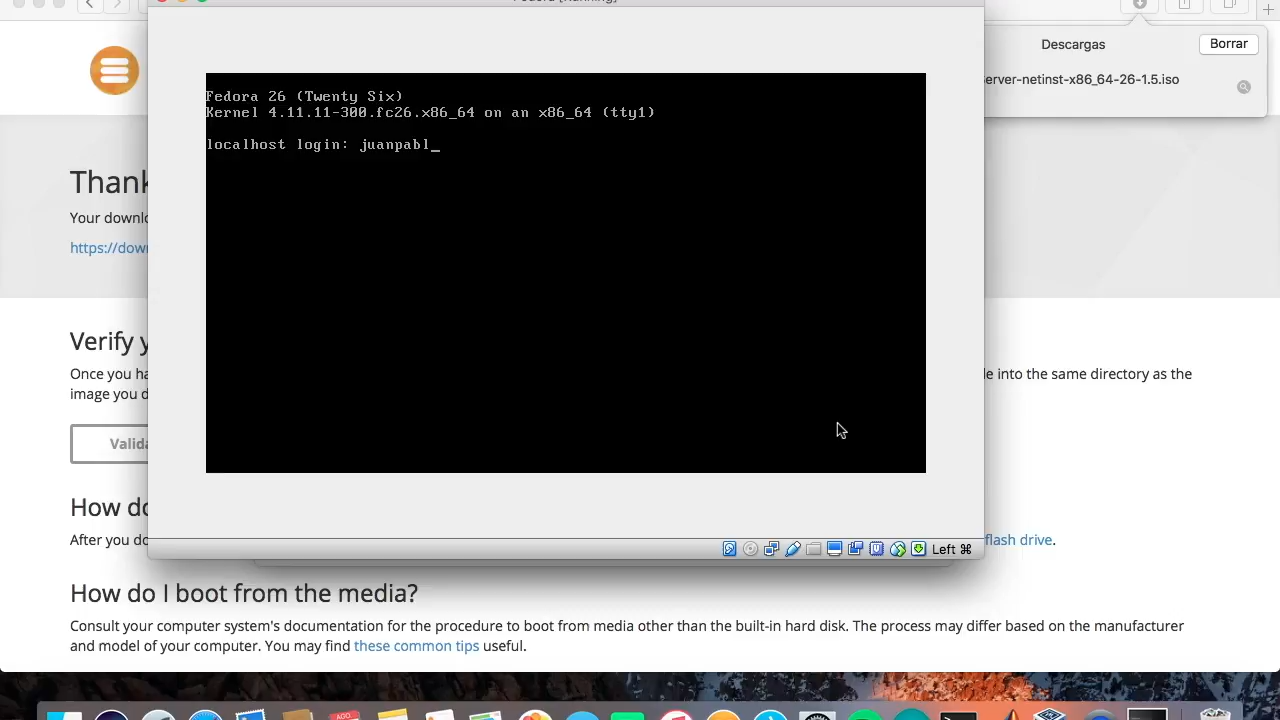 Fedora [Running]
Descargas
Borrar
erver-netinst-x86_64-26-1.5.iso
Fedora 26 (Twenty Six)
Kernel 4.11.11-300.fc26.x86_64 on an x86_64 (tty1)
localhost login: juanpabl_
Thank
Your downlo
https://dow
Verify y
Once you ha
le into the same directory as the
image you d
Valida
How do
After you do
flash drive.
Left ⌘
How do I boot from the media?
Consult your computer system's documentation for the procedure to boot from media other than the built-in hard disk. The process may differ based on the manufacturer
and model of your computer. You may find these common tips useful.
AGO